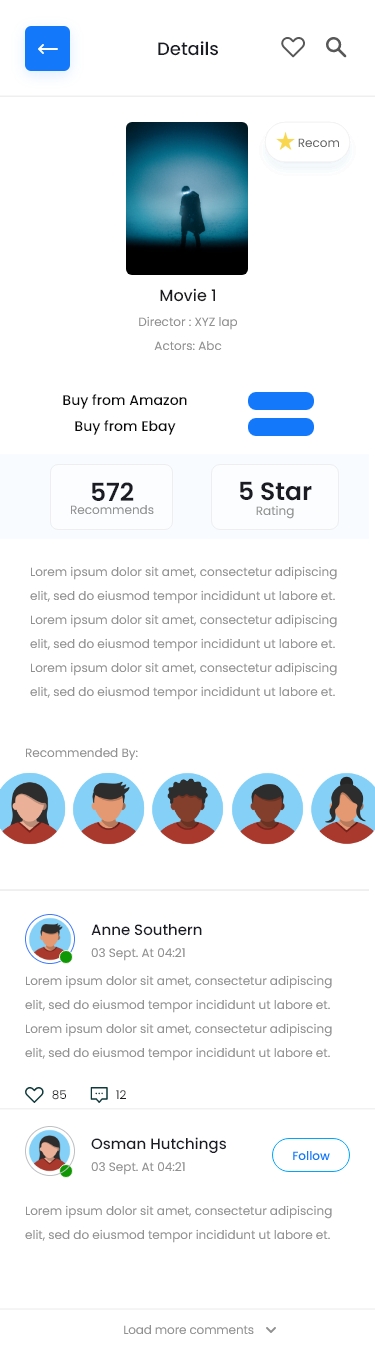 Details
Recom
Movie 1
Director : XYZ lap
Actors: Abc
Buy from Amazon
Buy from Ebay
572
Recommends
5 Star
Rating
Lorem ipsum dolor sit amet, consectetur adipiscing
elit, sed do eiusmod tempor incididunt ut labore et.
Lorem ipsum dolor sit amet, consectetur adipiscing
elit, sed do eiusmod tempor incididunt ut labore et.
Lorem ipsum dolor sit amet, consectetur adipiscing
elit, sed do eiusmod tempor incididunt ut labore et.
Recommended By:
Anne Southern
03 Sept. At 04:21
Lorem ipsum dolor sit amet, consectetur adipiscing
elit, sed do eiusmod tempor incididunt ut labore et.
Lorem ipsum dolor sit amet, consectetur adipiscing
elit, sed do eiusmod tempor incididunt ut labore et.
85 12
Osman Hutchings
03 Sept. At 04:21
Follow
Lorem ipsum dolor sit amet, consectetur adipiscing
elit, sed do eiusmod tempor incididunt ut labore et.
Load more comments